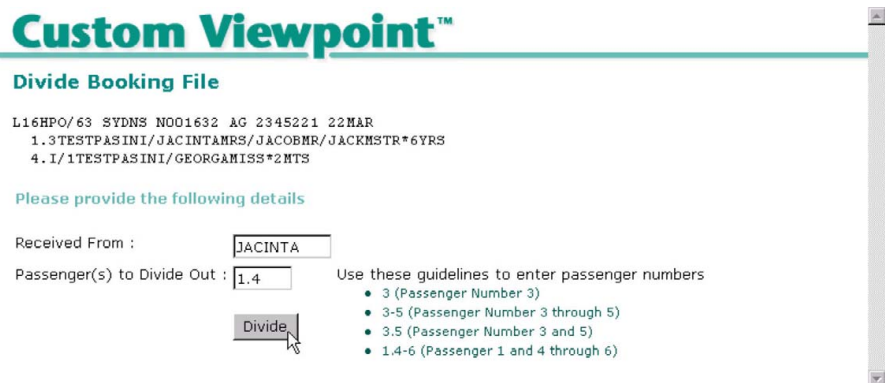 Custom Viewpoint™
Divide Booking File
L16HPO/63 SYDNS N001632 AG 2345221 22MAR
1.3TESTPASINI/JACINTAMRS/JACOBMR/JACKMSTR*6YRS
4.I/1TESTPASINI/GEORGAMISS*2MTS
Please provide the following details
Received From : JACINTA
Passenger(s) to Divide Out : 1.4 Use these guidelines to enter passenger numbers
• 3 (Passenger Number 3)
• 3-5 (Passenger Number 3 through 5)
• 3.5 (Passenger Number 3 and 5)
• 1.4-6 (Passenger 1 and 4 through 6)
Divide